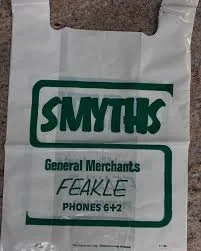 SMYTHS
General Merchants
FEAKLE
PHONES 6+2